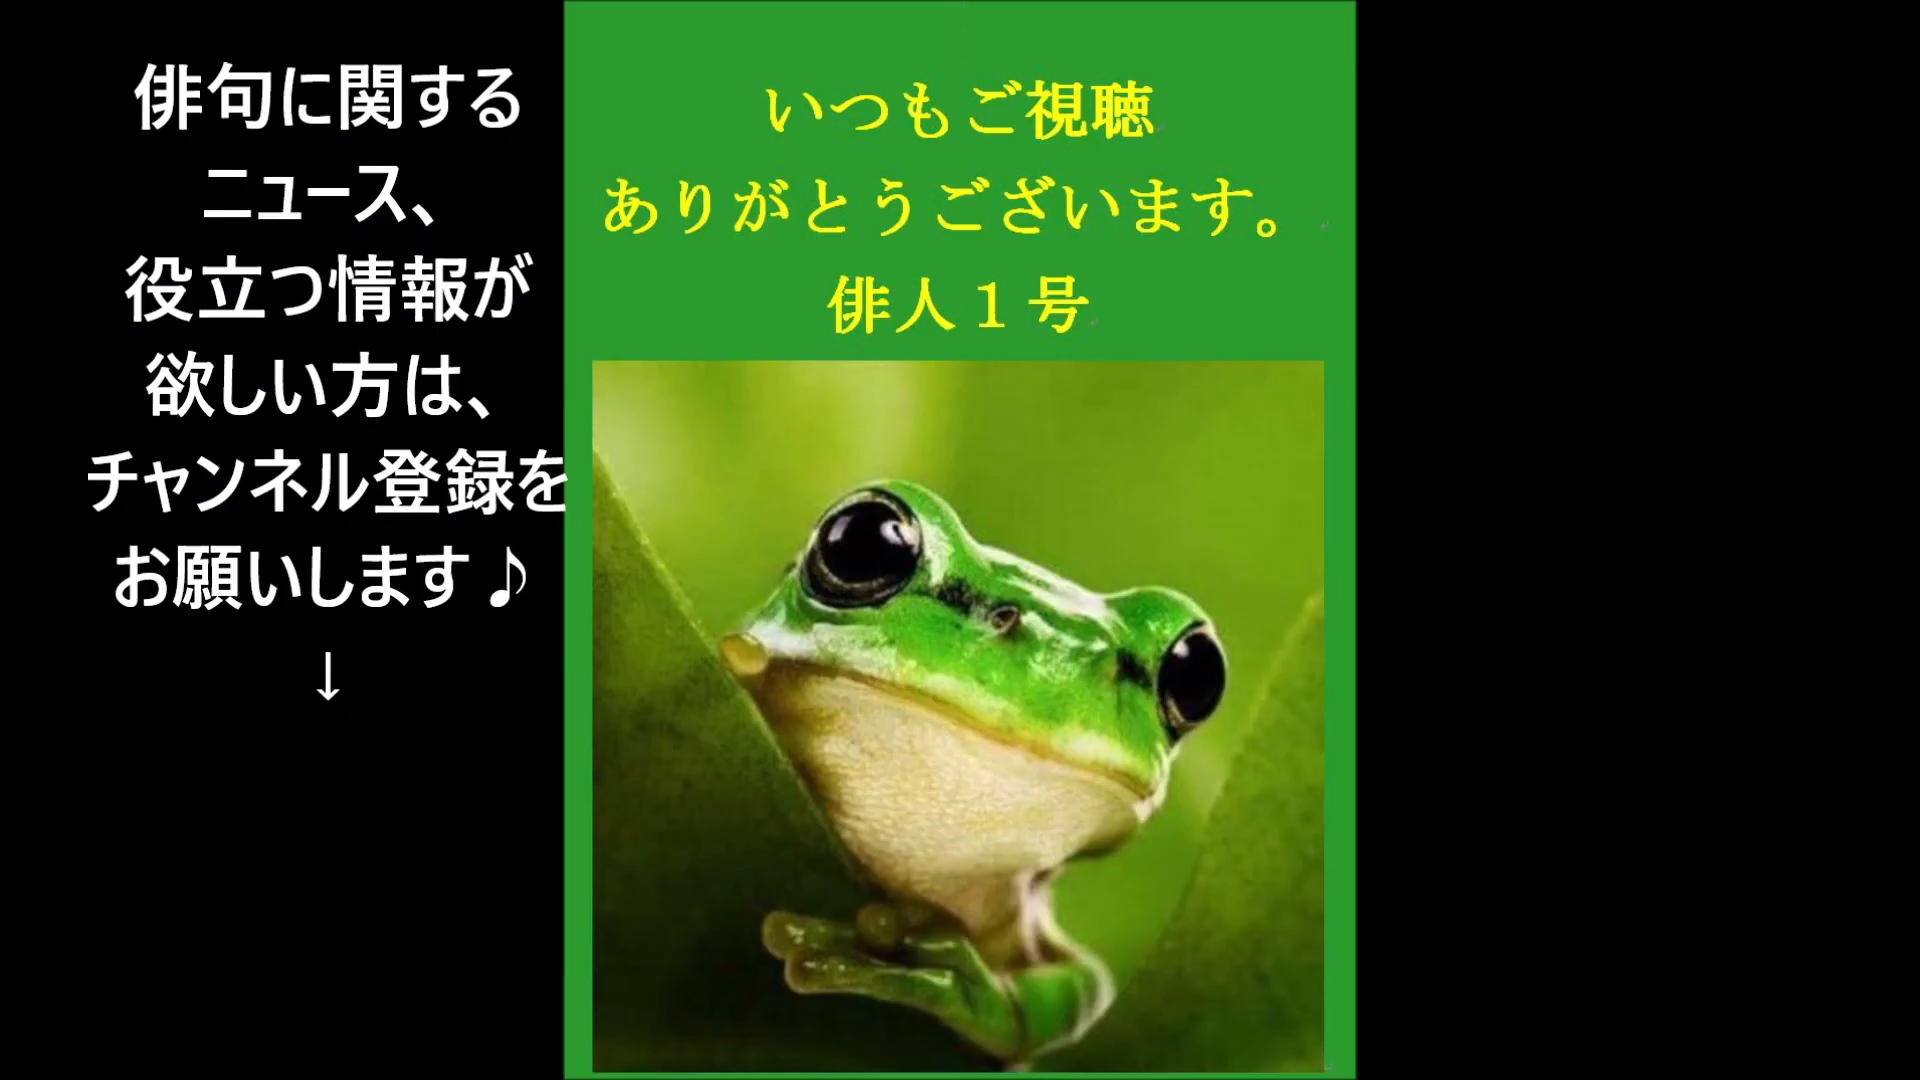 俳句に関する
ニュース、
役立つ情報が
欲しい方は、
チャンネル登録を
お願いします♪
↓
いつもご視聴
ありがとうございます。
俳人１号